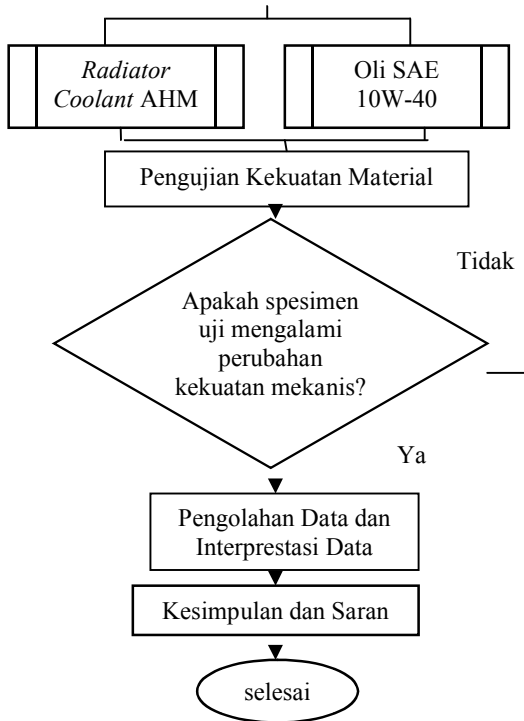 Radiator
Coolant AHM
Oli SAE
10W-40
Pengujian Kekuatan Material
Tidak
Apakah spesimen
uji mengalami
perubahan
kekuatan mekanis?
Ya
Pengolahan Data dan
Interprestasi Data
Kesimpulan dan Saran
selesai